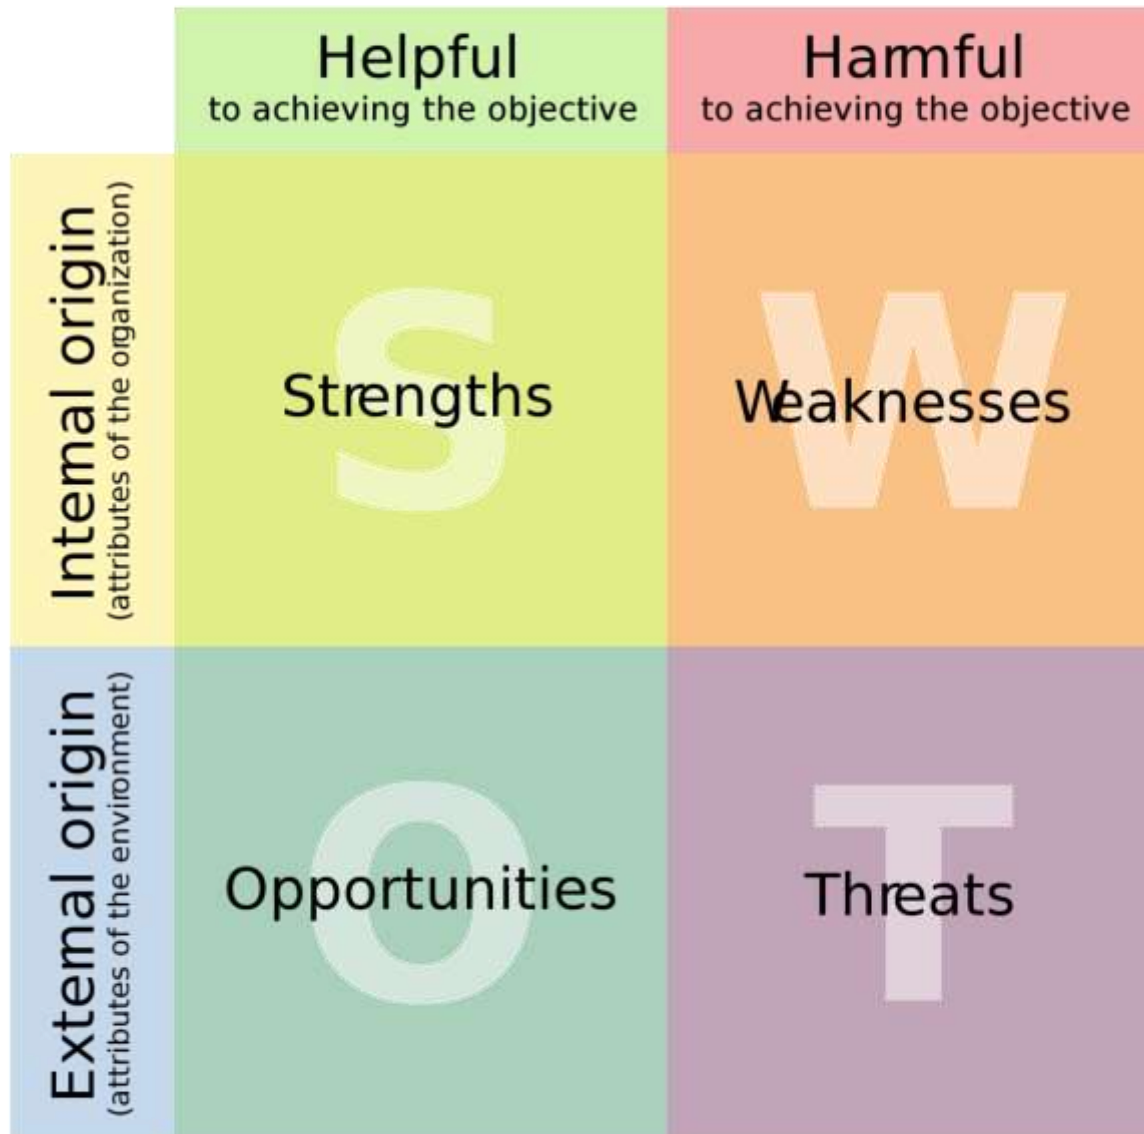 Helpful
to achieving the objective
Harmful
to achieving the objective
Internal origin
(attributes of the organization)
S
Strengths
W
Weaknesses
External origin
(attributes of the environment)
O
Opportunities
T
Threats